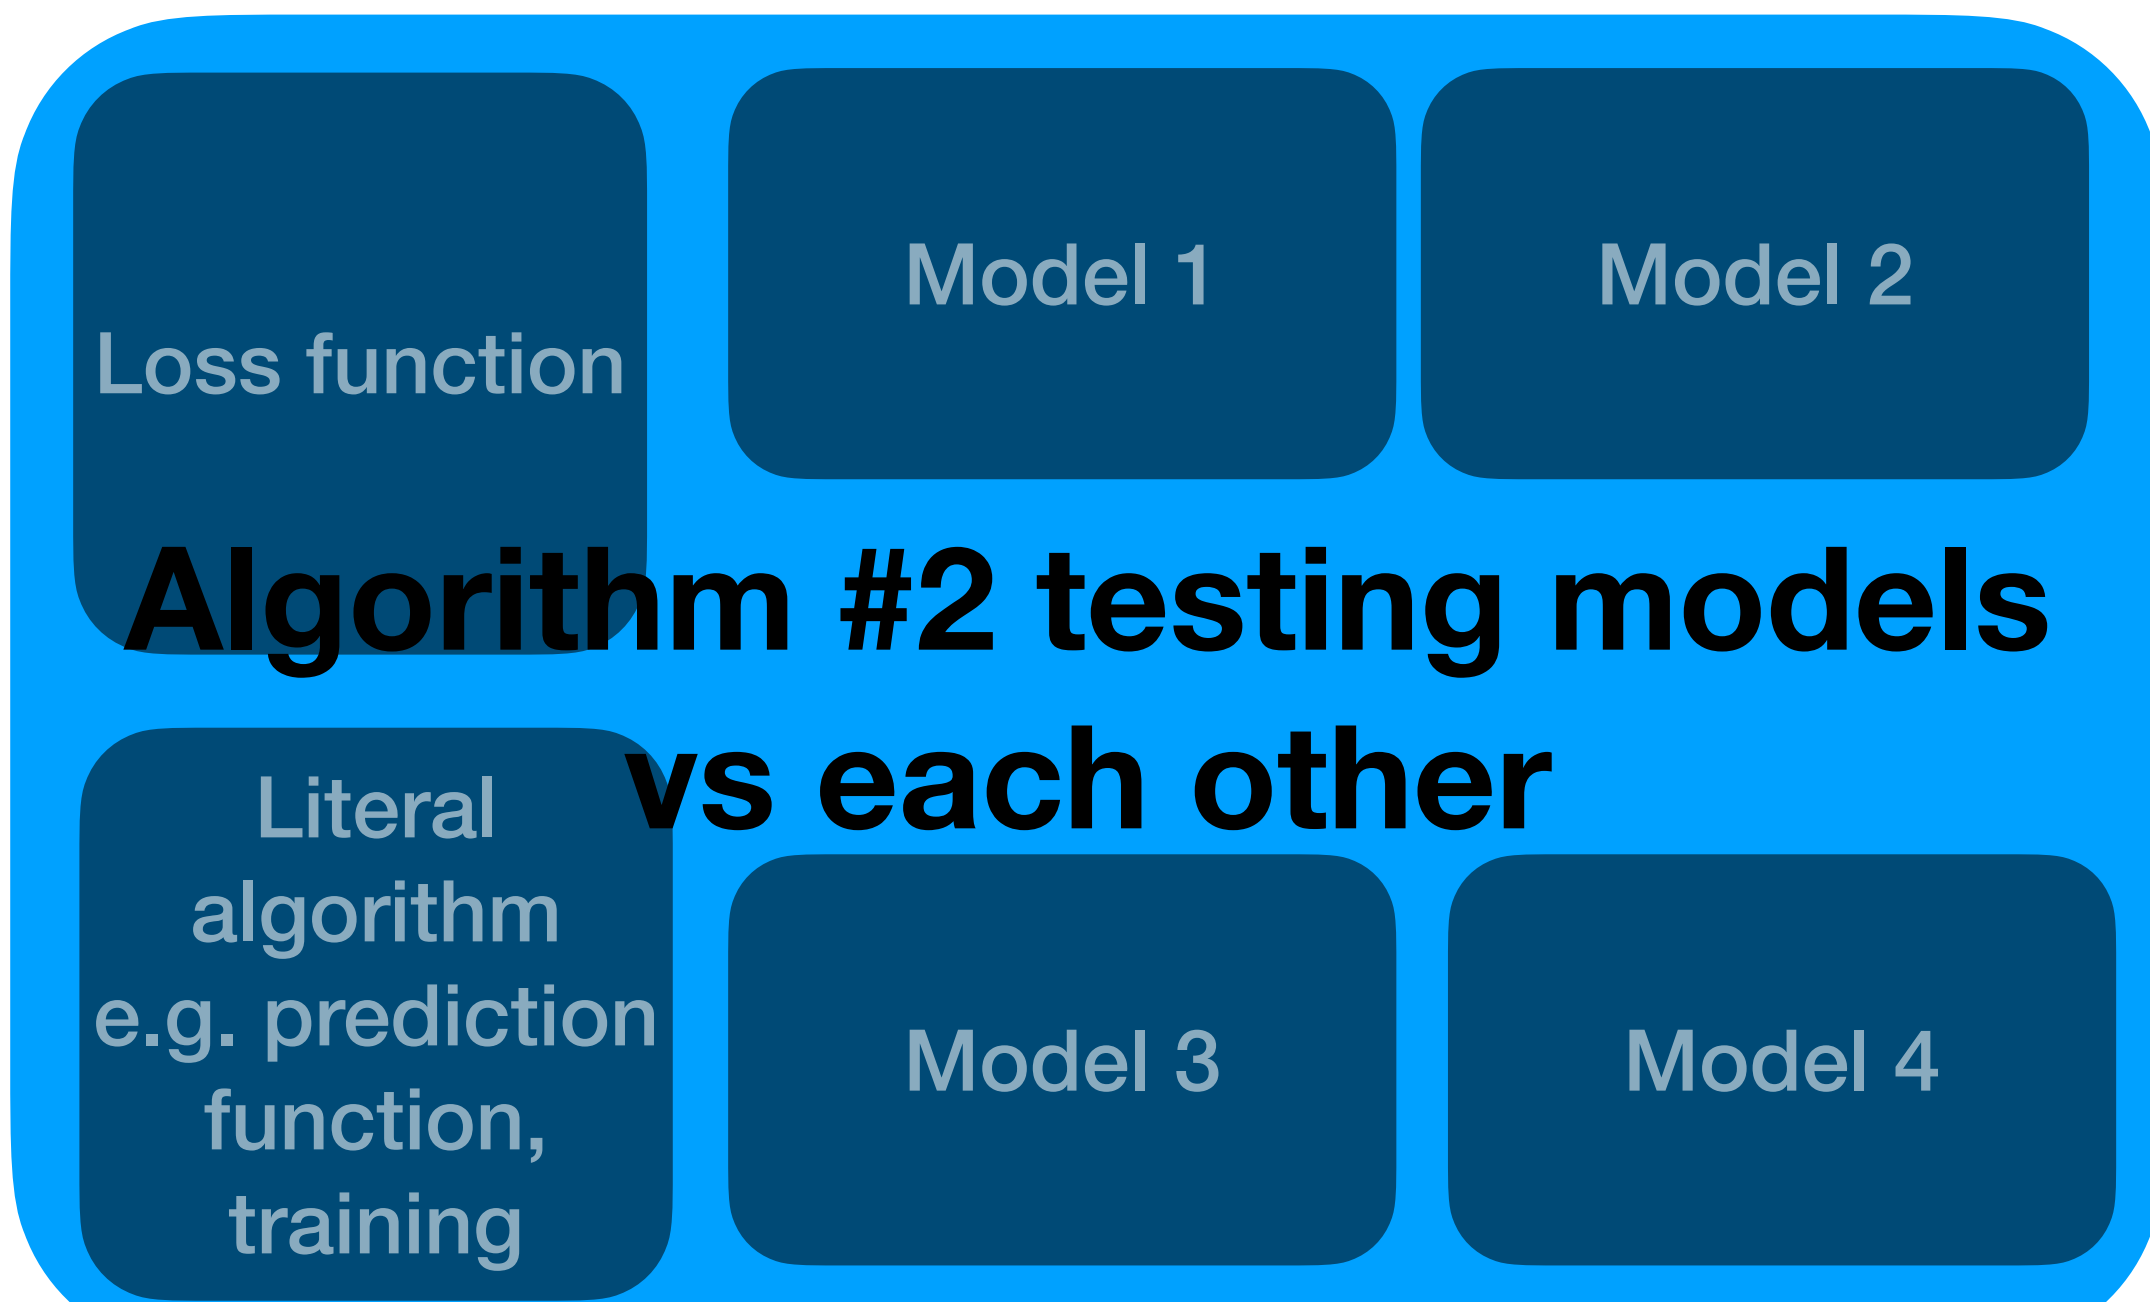 Loss function
Model 1
Model 2
Algorithm #2 testing models
vs each other
Literal
algorithm
e.g. prediction
function,
training
Model 3
Model 4